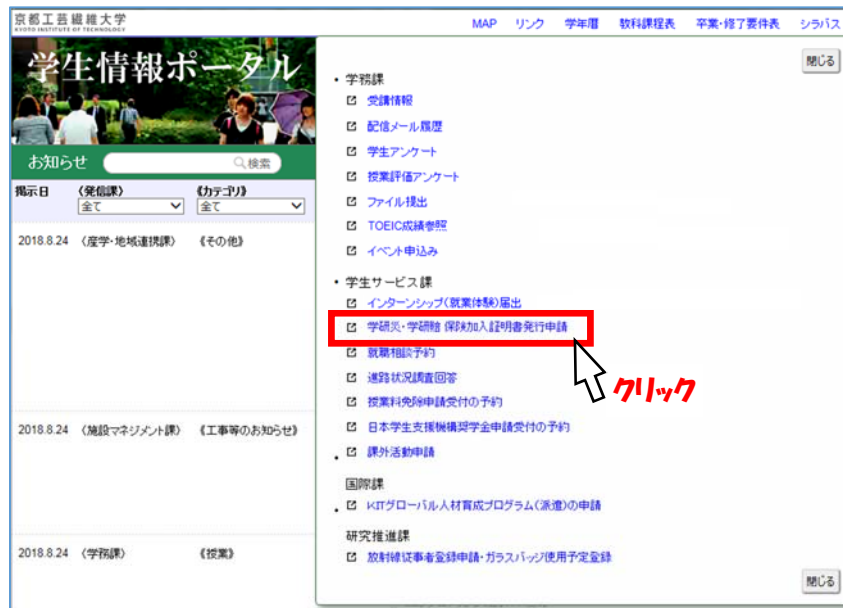 京都工芸繊維大学
KYOTO INSTITUTE OF TECHNOLOGY
MAP リンク 学年暦 教科課程表 卒業・修了要件表 シラバス
学生情報ポータル
閉じる
お知らせ 検索
掲示日 〈発信課〉 《カテゴリ》
全て 全て
2018.8.24 〈産学・地域連携課〉 《その他》
2018.8.24 〈施設マネジメント課〉 《工事等のお知らせ》
2018.8.24 〈学務課〉 《授業》
・学務課
受講情報
配信メール履歴
学生アンケート
授業評価アンケート
ファイル提出
TOEIC成績参照
イベント申込み
・学生サービス課
インターンシップ(就業体験)届出
学研災・学研賠 保険加入証明書発行申請
クリック
就職相談予約
進路状況調査回答
授業料免除申請受付の予約
日本学生支援機構奨学金申請受付の予約
課外活動申請
国際課
KITグローバル人材育成プログラム(派遣)の申請
研究推進課
放射線従事者登録申請・ガラスバッジ使用予定登録
閉じる